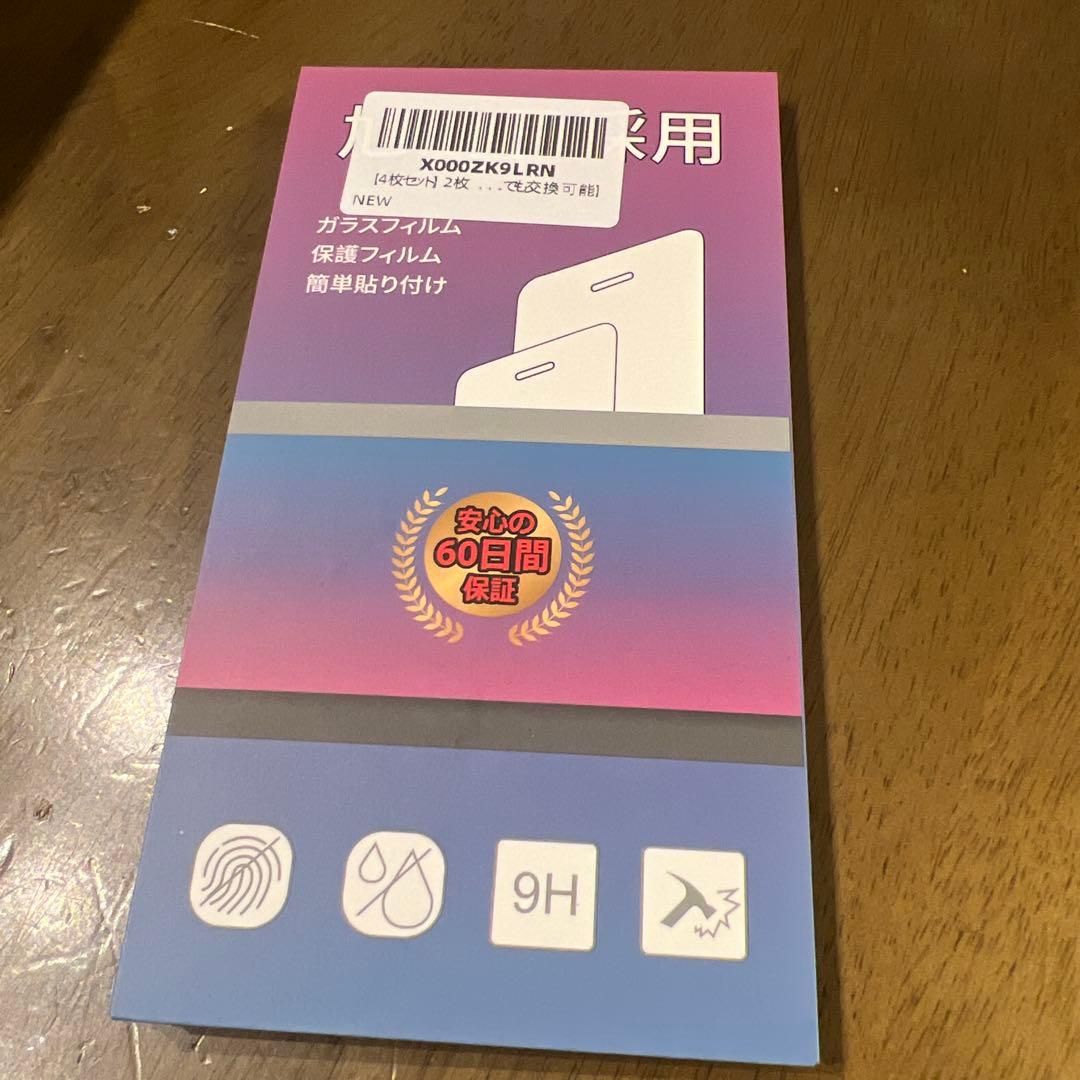 採用
X000ZK9LRN
【4枚セット】2枚 ...でも交換可能】
NEW
ガラスフィルム
保護フィルム
簡単貼り付け
安心の
60日間
保証
9H